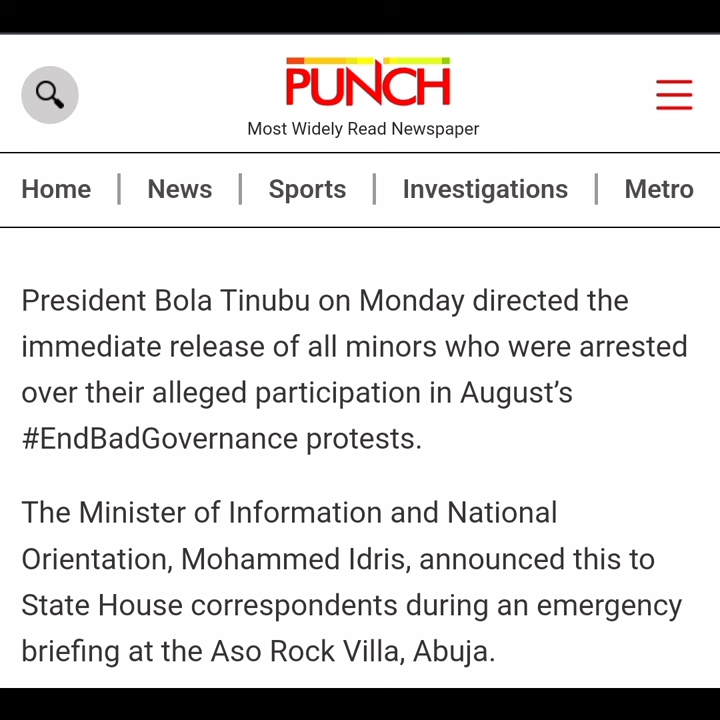 PUNCH
Most Widely Read Newspaper
Home | News | Sports | Investigations | Metro
President Bola Tinubu on Monday directed the
immediate release of all minors who were arrested
over their alleged participation in August’s
#EndBadGovernance protests.
The Minister of Information and National
Orientation, Mohammed Idris, announced this to
State House correspondents during an emergency
briefing at the Aso Rock Villa, Abuja.